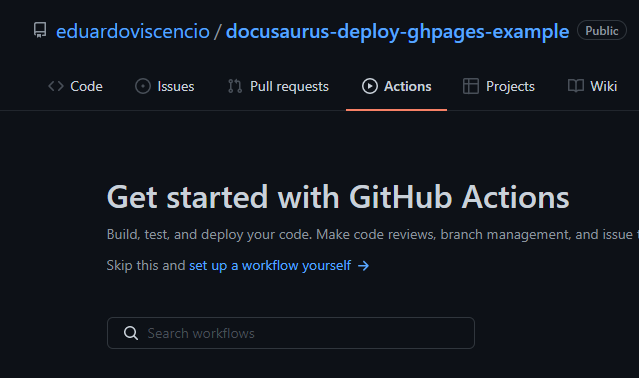 eduardoviscencio / docusaurus-deploy-ghpages-example Public
Code Issues Pull requests Actions Projects Wiki
Get started with GitHub Actions
Build, test, and deploy your code. Make code reviews, branch management, and issue
Skip this and set up a workflow yourself →
Search workflows